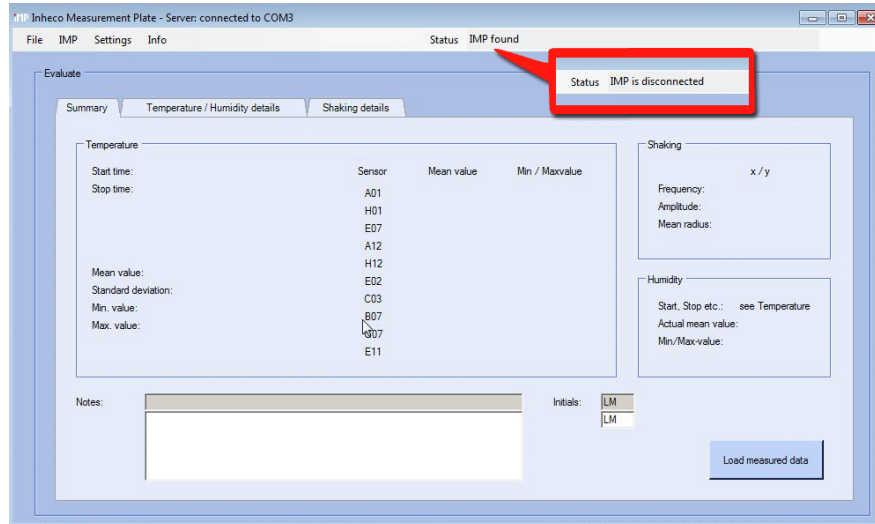 IMP Inheco Measurement Plate - Server: connected to COM3
File IMP Settings Info Status IMP found
Status IMP is disconnected
Evaluate
Summary Temperature / Humidity details Shaking details
Temperature
Start time: Sensor Mean value Min / Maxvalue
Stop time: A01
H01
E07
A12
H12
Mean value: E02
Standard deviation: C03
Min. value: B07
Max. value: G07
E11
Shaking
x / y
Frequency:
Amplitude:
Mean radius:
Humidity
Start, Stop etc.: see Temperature
Actual mean value:
Min/Max-value:
Notes: Initials: LM
LM
Load measured data